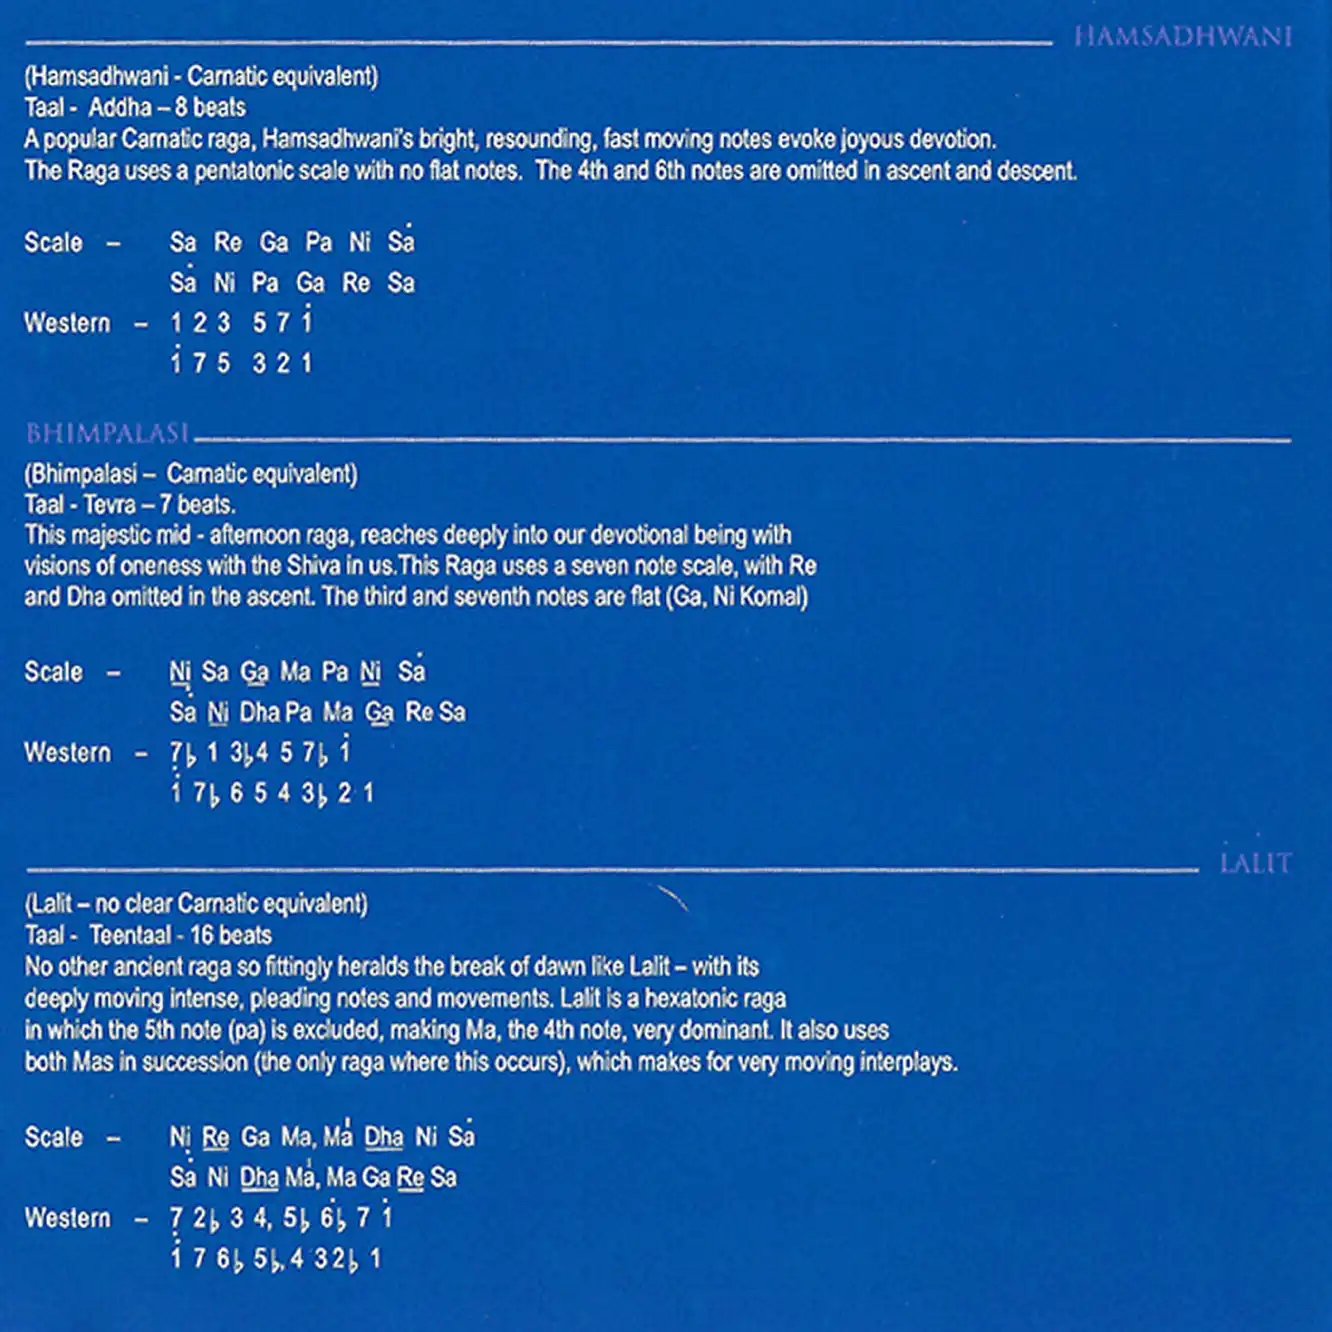 HAMSADHWANI
(Hamsadhwani - Carnatic equivalent)
Taal - Addha – 8 beats
A popular Carnatic raga, Hamsadhwani's bright, resounding, fast moving notes evoke joyous devotion.
The Raga uses a pentatonic scale with no flat notes. The 4th and 6th notes are omitted in ascent and descent.
Scale – Sa Re Ga Pa Ni Sȧ
Sȧ Ni Pa Ga Re Sa
Western – 1 2 3 5 7 1̇
1̇ 7 5 3 2 1
BHIMPALASI
(Bhimpalasi – Carnatic equivalent)
Taal - Tevra – 7 beats.
This majestic mid - afternoon raga, reaches deeply into our devotional being with
visions of oneness with the Shiva in us.This Raga uses a seven note scale, with Re
and Dha omitted in the ascent. The third and seventh notes are flat (Ga, Ni Komal)
Scale – Ṇi Sa Ga Ma Pa Ni Sȧ
Sȧ Ni Dha Pa Ma Ga Re Sa
Western – 7̣♭ 1 3♭ 4 5 7♭ 1̇
1̇ 7♭ 6 5 4 3♭ 2 1
LALIT
(Lalit – no clear Carnatic equivalent)
Taal - Teentaal - 16 beats
No other ancient raga so fittingly heralds the break of dawn like Lalit – with its
deeply moving intense, pleading notes and movements. Lalit is a hexatonic raga
in which the 5th note (pa) is excluded, making Ma, the 4th note, very dominant. It also uses
both Mas in succession (the only raga where this occurs), which makes for very moving interplays.
Scale – Ṇi Re Ga Ma, Ma̍ Dha Ni Sȧ
Sȧ Ni Dha Ma̍, Ma Ga Re Sa
Western – 7̣ 2♭ 3 4, 5♭ 6̇♭ 7 1̇
1̇ 7 6♭ 5♭, 4 3 2♭ 1